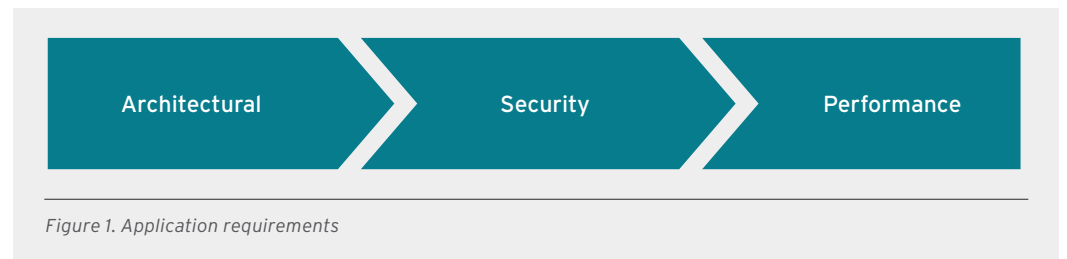 Architectural
Security
Performance
Figure 1. Application requirements